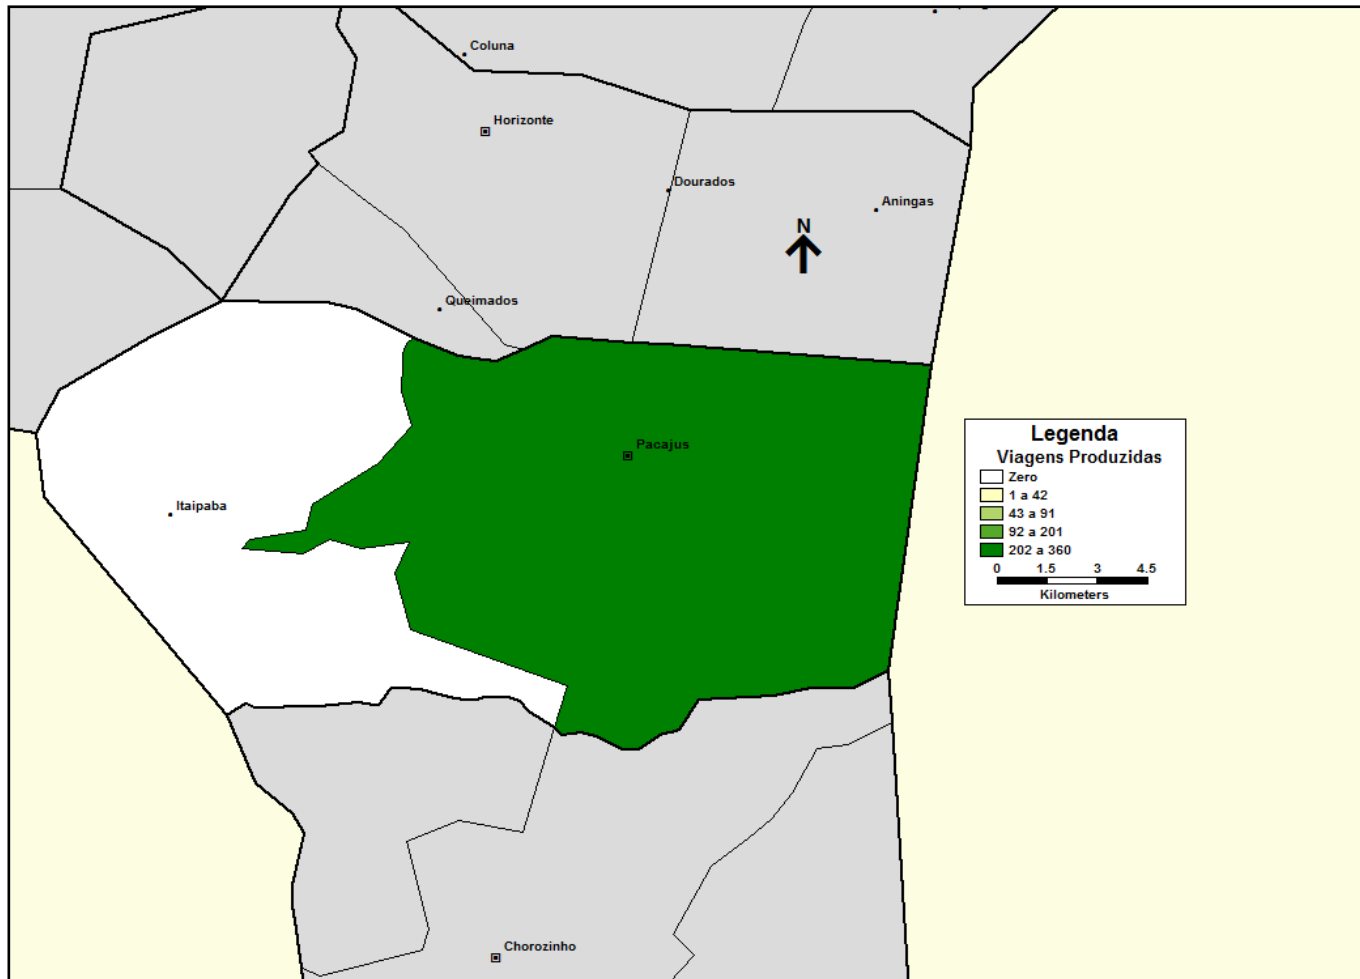 Coluna
Horizonte
Dourados
Aningas
N
Queimados
Pacajus
Itaipaba
Legenda
Viagens Produzidas
Zero
1 a 42
43 a 91
92 a 201
202 a 360
0 1.5 3 4.5
Kilometers
Chorozinho